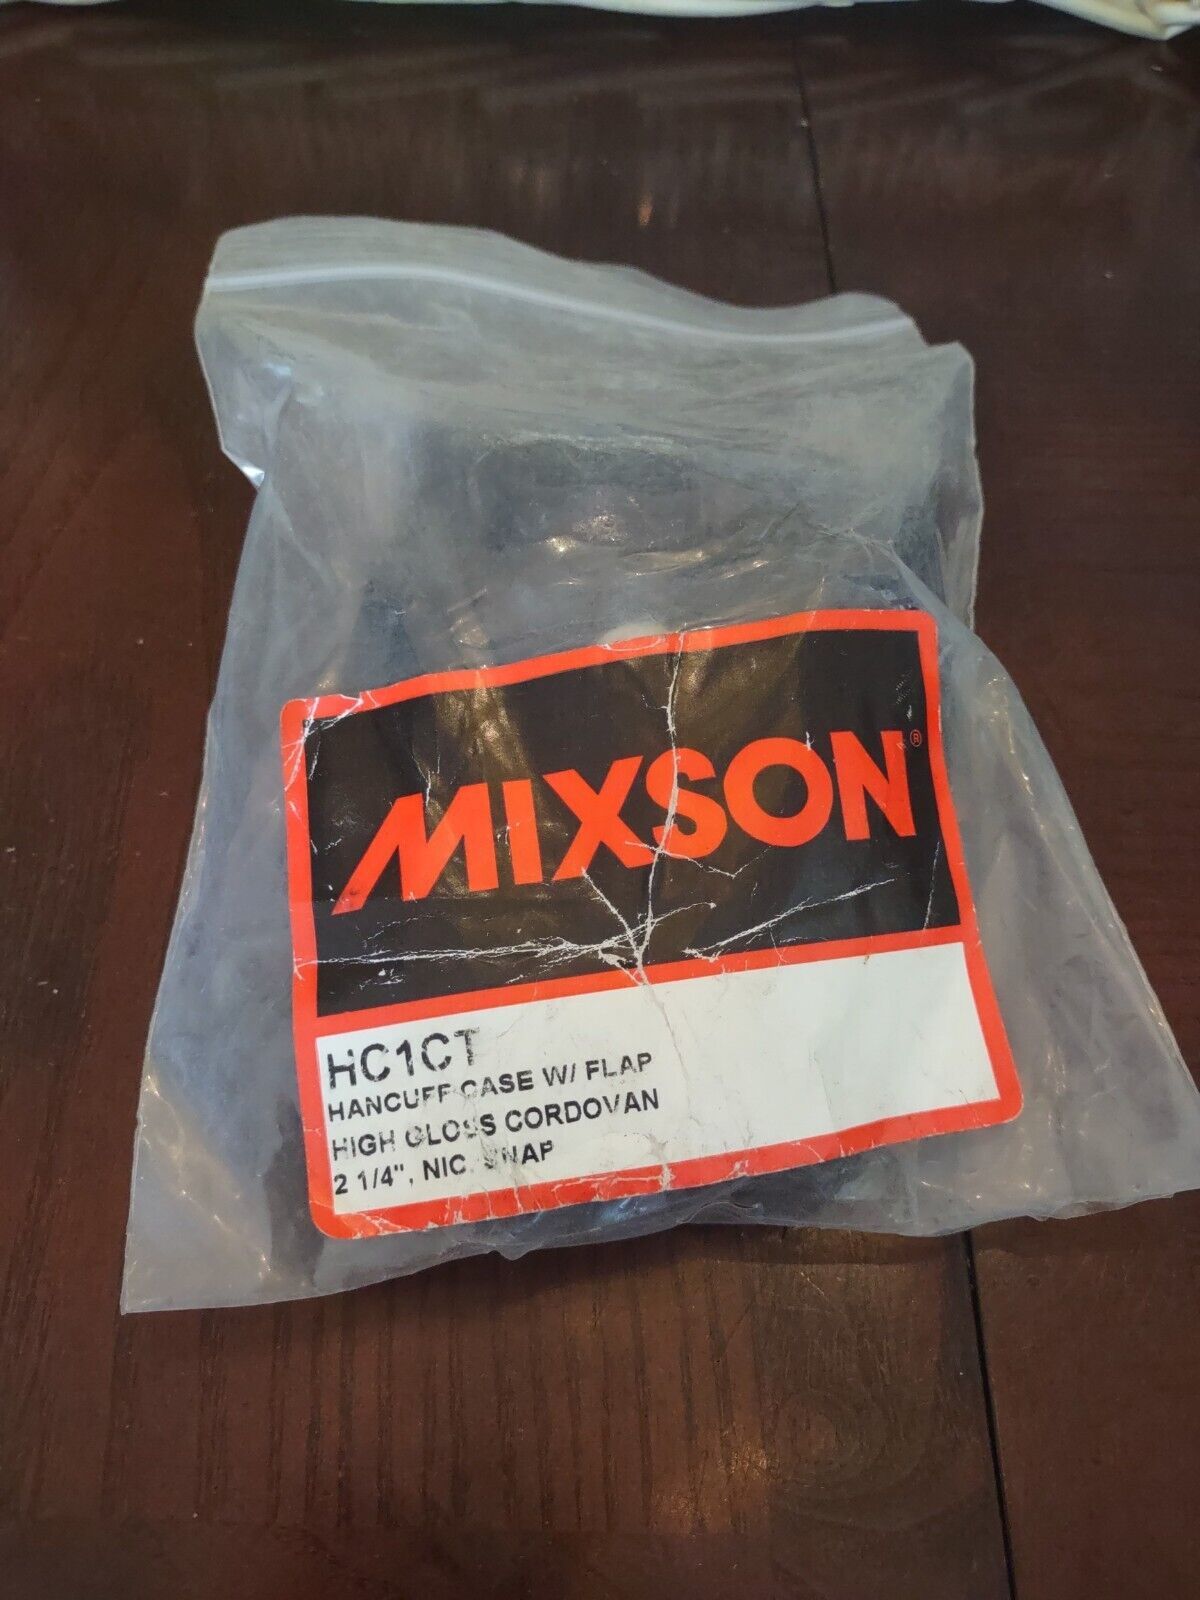 MIXSON®
HC1CT
HANCUFF CASE W/ FLAP
HIGH GLOSS CORDOVAN
2 1/4", NIC. SNAP